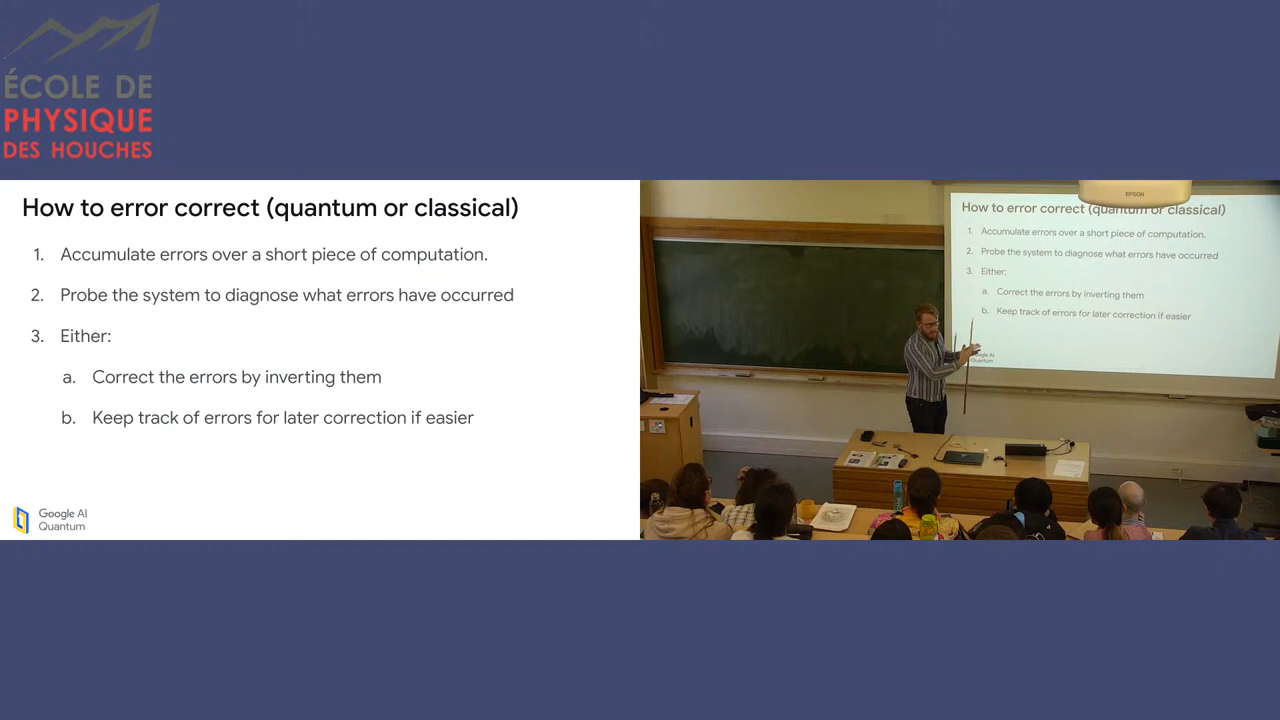 ÉCOLE DE
PHYSIQUE
DES HOUCHES
How to error correct (quantum or classical)
1. Accumulate errors over a short piece of computation.
2. Probe the system to diagnose what errors have occurred
3. Either:
a. Correct the errors by inverting them
b. Keep track of errors for later correction if easier
Google AI
Quantum
EPSON
How to error correct (quantum or classical)
1. Accumulate errors over a short piece of computation.
2. Probe the system to diagnose what errors have occurred
3. Either:
a. Correct the errors by inverting them
b. Keep track of errors for later correction if easier
Google AI
Quantum